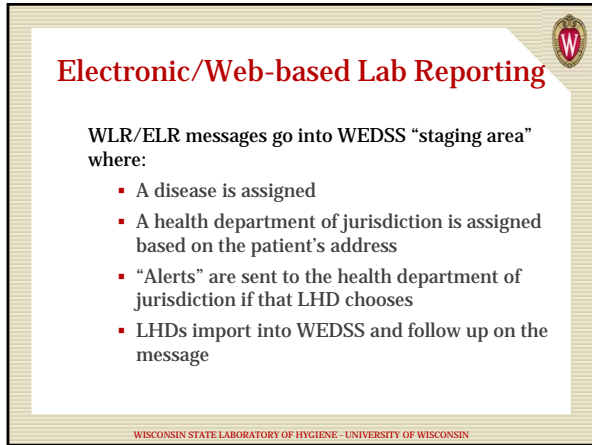 W
Electronic/Web-based Lab Reporting
WLR/ELR messages go into WEDSS “staging area”
where:
▪ A disease is assigned
▪ A health department of jurisdiction is assigned
based on the patient’s address
▪ “Alerts” are sent to the health department of
jurisdiction if that LHD chooses
▪ LHDs import into WEDSS and follow up on the
message
WISCONSIN STATE LABORATORY OF HYGIENE - UNIVERSITY OF WISCONSIN